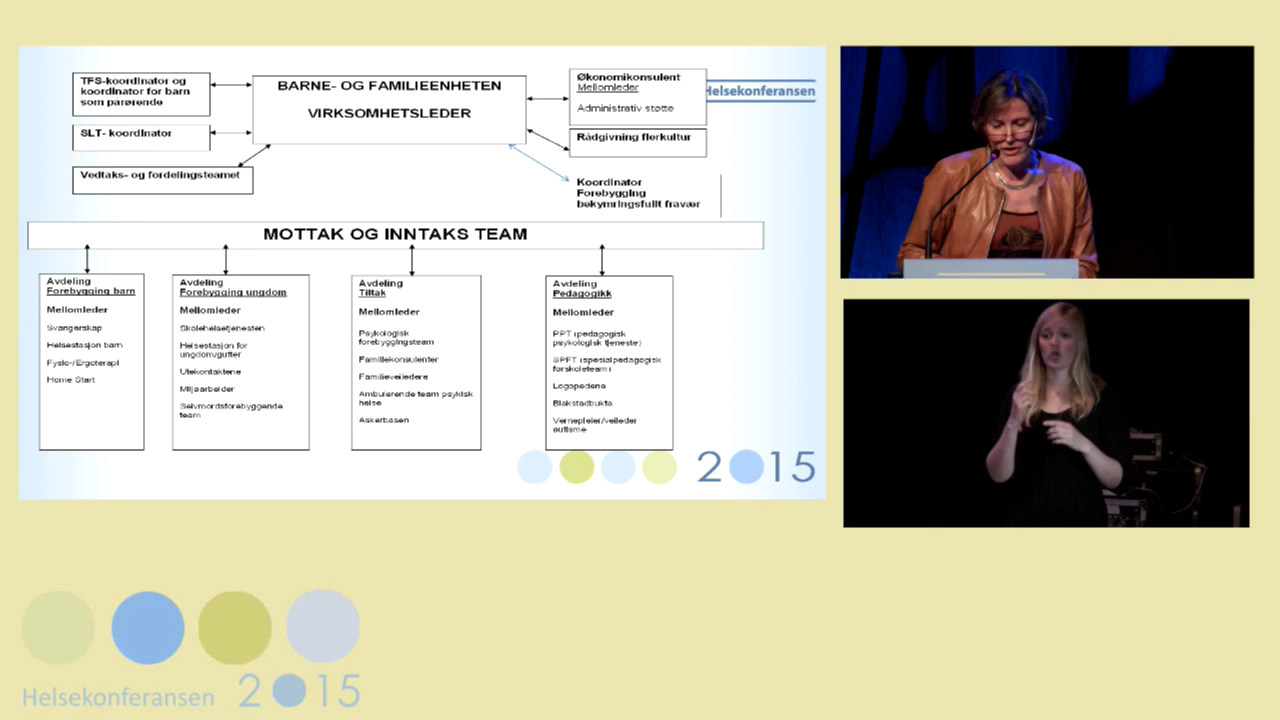 TFS-koordinator og
koordinator for barn
som parørende
SLT- koordinator
Vedtaks- og fordelingsteamet
BARNE- OG FAMILIEENHETEN
VIRKSOMHETSLEDER
Økonomikonsulent
Mellomleder
Administrativ støtte
Rådgivning flerkultur
Helsekonferansen
Koordinator
Forebygging
bekymringsfullt fravær
MOTTAK OG INNTAKS TEAM
Avdeling
Forebygging barn
Mellomleder
Svangerskap
Helsestasjon barn
Fysio-/Ergoterapi
Home Start
Avdeling
Forebygging ungdom
Mellomleder
Skolehelsetjenesten
Helsestasjon for
ungdom/gutter
Utekontaktene
Miljøarbeider
Selvmordsforebyggende
team
Avdeling
Tiltak
Mellomleder
Psykologisk
forebyggingsteam
Familiekonsulenter
Familieveiledere
Ambulerende team psykisk
helse
Askerbasen
Avdeling
Pedagogikk
Mellomleder
PPT (pedagogisk
psykologisk tjeneste)
SPFT (spesialpedagogisk
førskoleteam)
Logopedene
Blakstadbukta
Vernepleier/veileder
autisme
2015
Helsekonferansen 2015